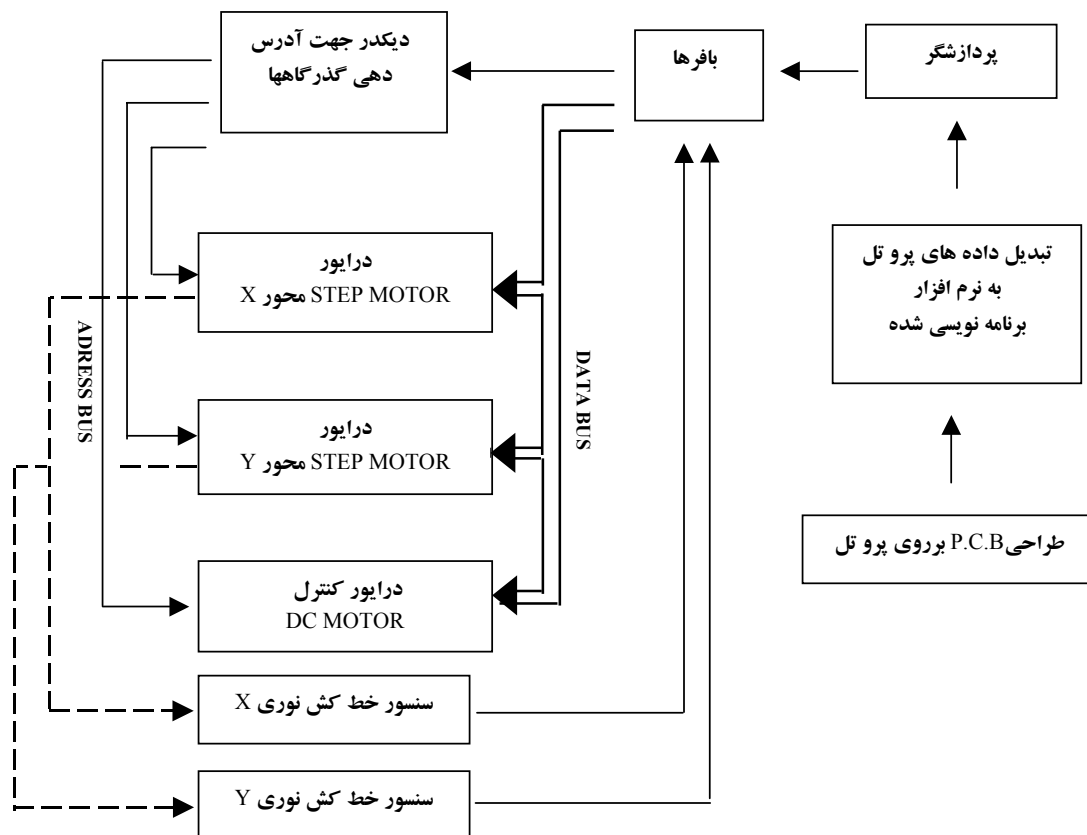 پردازشگر
بافرها
دیکدر جهت آدرس
دهی گذرگاهها
تبدیل داده های پرو تل
به نرم افزار
برنامه نویسی شده
طراحی P.C.B برروی پرو تل
درایور
STEP MOTOR محور X
درایور
STEP MOTOR محور Y
درایور کنترل
DC MOTOR
سنسور خط کش نوری X
سنسور خط کش نوری Y
DATA BUS
ADRESS BUS